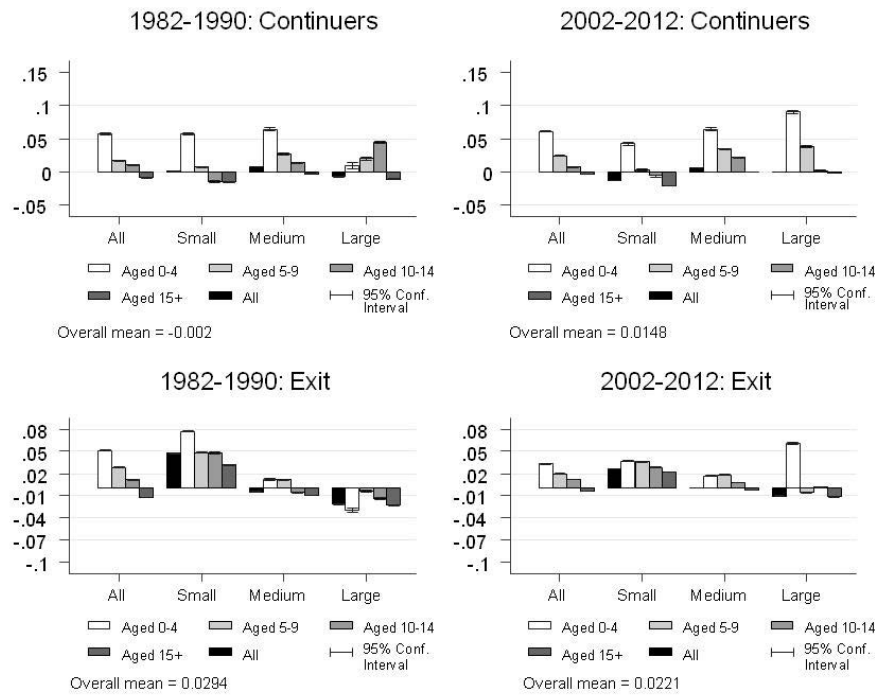 1982-1990: Continuers
.15
.1
.05
0
-.05
All Small Medium Large
Aged 0-4 Aged 5-9 Aged 10-14
Aged 15+ All 95% Conf. Interval
Overall mean = -0.002
2002-2012: Continuers
.15
.1
.05
0
-.05
All Small Medium Large
Aged 0-4 Aged 5-9 Aged 10-14
Aged 15+ All 95% Conf. Interval
Overall mean = 0.0148
1982-1990: Exit
.08
.05
.02
-.01
-.04
-.07
-.1
All Small Medium Large
Aged 0-4 Aged 5-9 Aged 10-14
Aged 15+ All 95% Conf. Interval
Overall mean = 0.0294
2002-2012: Exit
.08
.05
.02
-.01
-.04
-.07
-.1
All Small Medium Large
Aged 0-4 Aged 5-9 Aged 10-14
Aged 15+ All 95% Conf. Interval
Overall mean = 0.0221